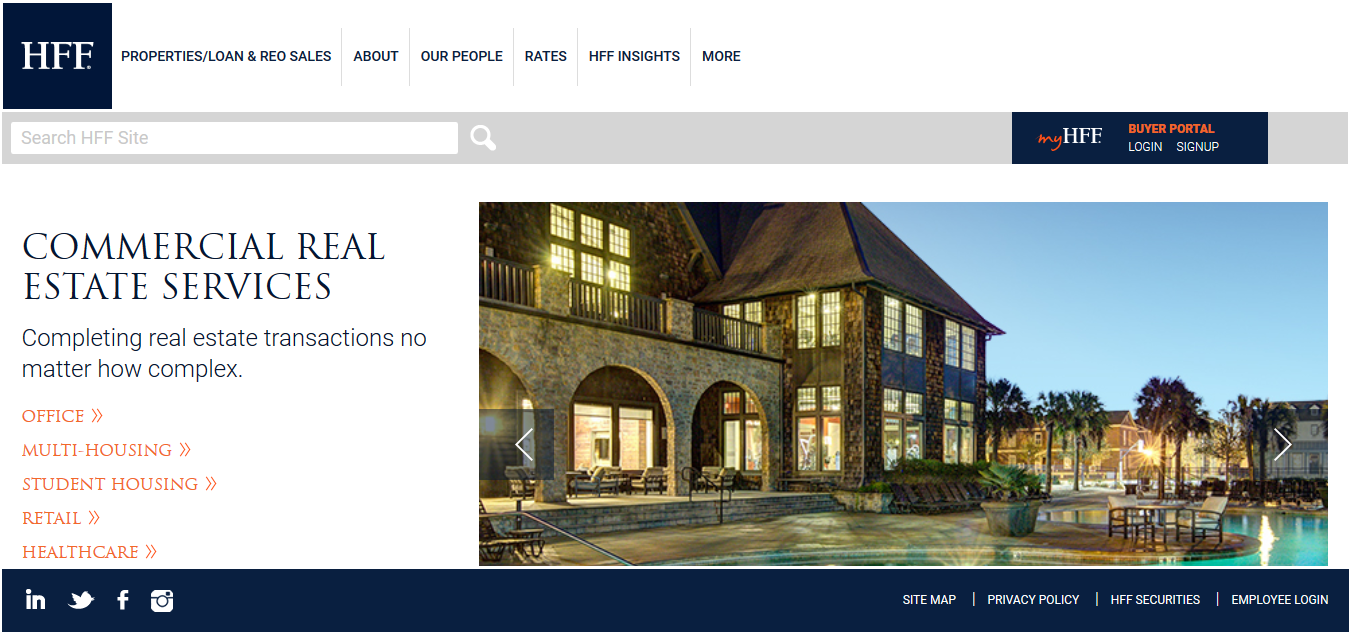 HFF
PROPERTIES/LOAN & REO SALES
ABOUT
OUR PEOPLE
RATES
HFF INSIGHTS
MORE
Search HFF Site
myHFF
BUYER PORTAL
LOGIN SIGNUP
COMMERCIAL REAL
ESTATE SERVICES
Completing real estate transactions no
matter how complex.
OFFICE »
MULTI-HOUSING »
STUDENT HOUSING »
RETAIL »
HEALTHCARE »
in
f
SITE MAP | PRIVACY POLICY | HFF SECURITIES | EMPLOYEE LOGIN